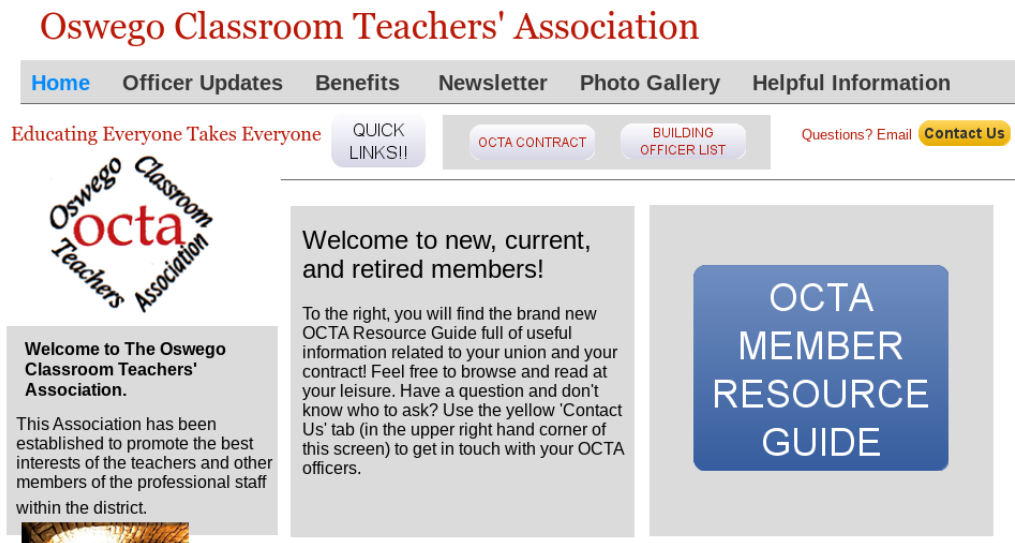 Oswego Classroom Teachers' Association
Home Officer Updates Benefits Newsletter Photo Gallery Helpful Information
Educating Everyone Takes Everyone
QUICK
LINKS!!
OCTA CONTRACT
BUILDING
OFFICER LIST
Questions? Email
Contact Us
Oswego
Classroom
octa
Teachers
Association
Welcome to The Oswego
Classroom Teachers'
Association.
This Association has been
established to promote the best
interests of the teachers and other
members of the professional staff
within the district.
Welcome to new, current,
and retired members!
To the right, you will find the brand new
OCTA Resource Guide full of useful
information related to your union and your
contract! Feel free to browse and read at
your leisure. Have a question and don't
know who to ask? Use the yellow 'Contact
Us' tab (in the upper right hand corner of
this screen) to get in touch with your OCTA
officers.
OCTA
MEMBER
RESOURCE
GUIDE